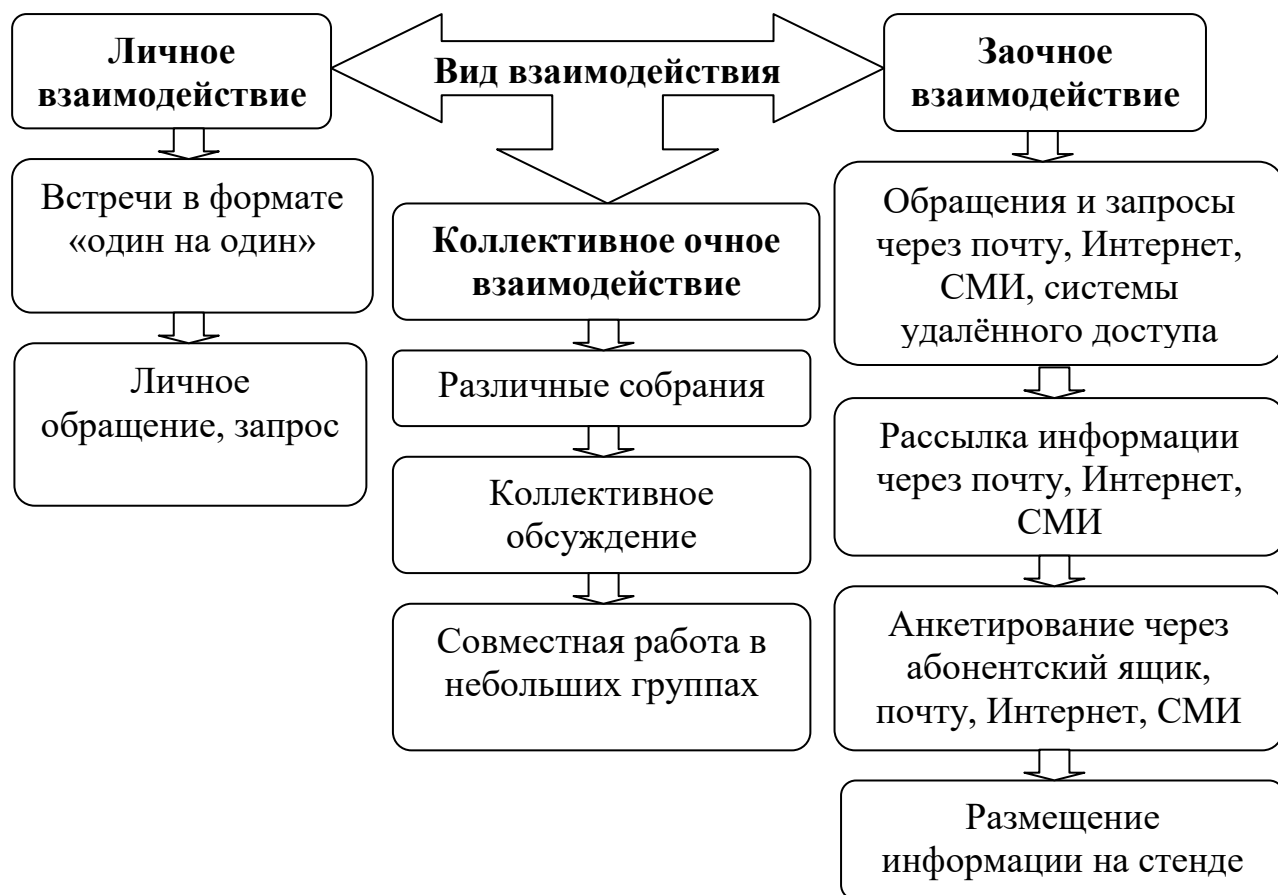 Вид взаимодействия
Личное
взаимодействие
Встречи в формате
«один на один»
Личное
обращение, запрос
Коллективное очное
взаимодействие
Различные собрания
Коллективное
обсуждение
Совместная работа в
небольших группах
Заочное
взаимодействие
Обращения и запросы
через почту, Интернет,
СМИ, системы
удалённого доступа
Рассылка информации
через почту, Интернет,
СМИ
Анкетирование через
абонентский ящик,
почту, Интернет, СМИ
Размещение
информации на стенде